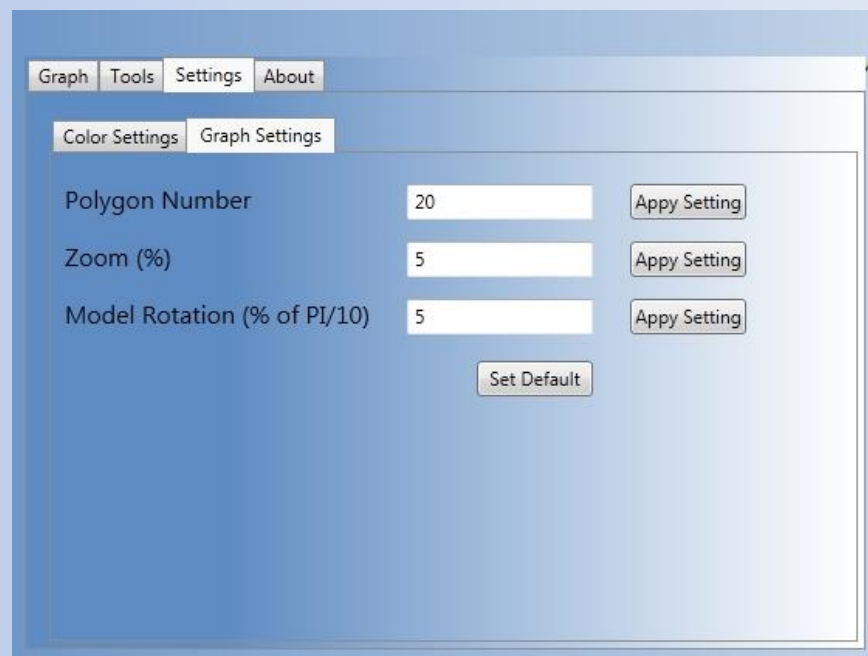 Graph Tools Settings About
Color Settings Graph Settings
Polygon Number 20 Appy Setting
Zoom (%) 5 Appy Setting
Model Rotation (% of PI/10) 5 Appy Setting
Set Default